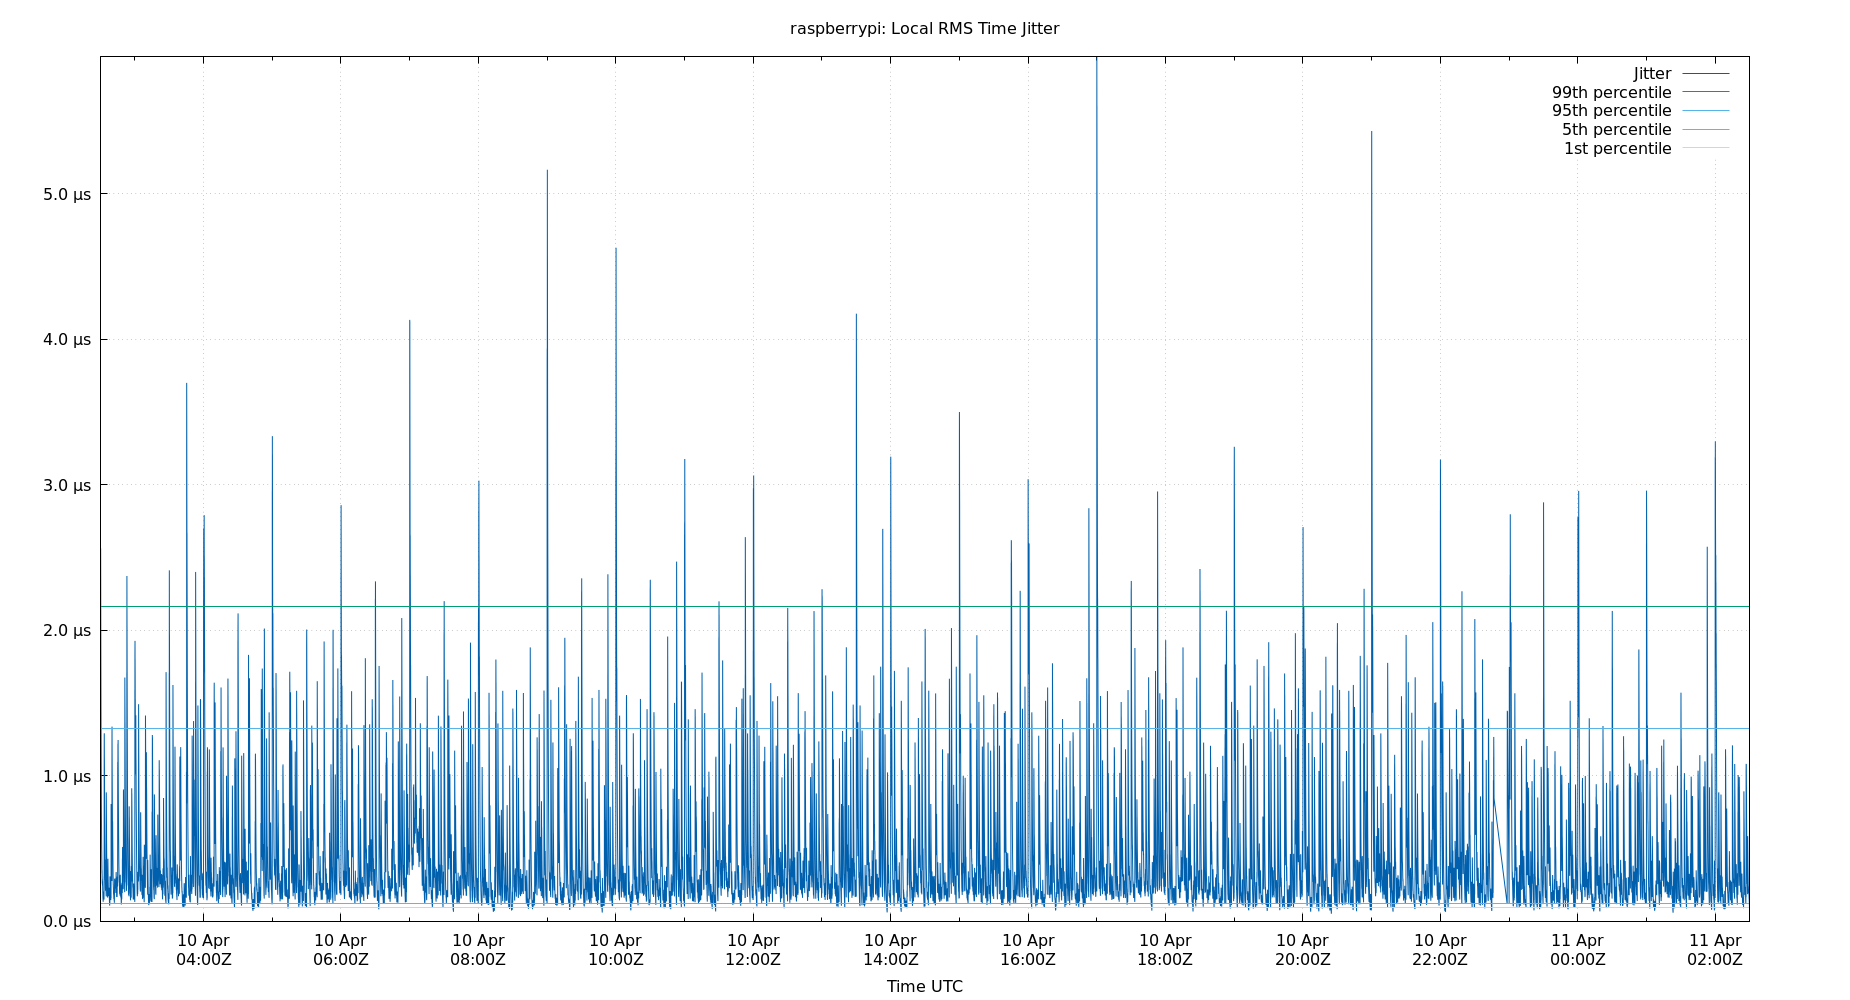 raspberrypi: Local RMS Time Jitter
Jitter
99th percentile
95th percentile
5th percentile
1st percentile
5.0 µs
4.0 µs
3.0 µs
2.0 µs
1.0 µs
0.0 µs
10 Apr 10 Apr 10 Apr 10 Apr 10 Apr 10 Apr 10 Apr 10 Apr 10 Apr 10 Apr 11 Apr 11 Apr
04:00Z 06:00Z 08:00Z 10:00Z 12:00Z 14:00Z 16:00Z 18:00Z 20:00Z 22:00Z 00:00Z 02:00Z
Time UTC